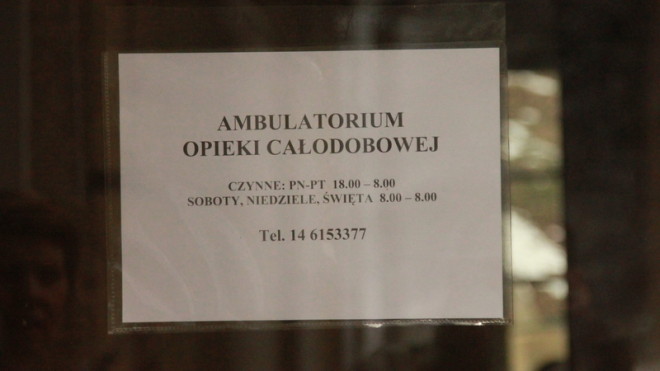 AMBULATORIUM
OPIEKI CAŁODOBOWEJ
CZYNNE: PN-PT 18.00 – 8.00
SOBOTY, NIEDZIELE, ŚWIĘTA 8.00 – 8.00
Tel. 14 6153377